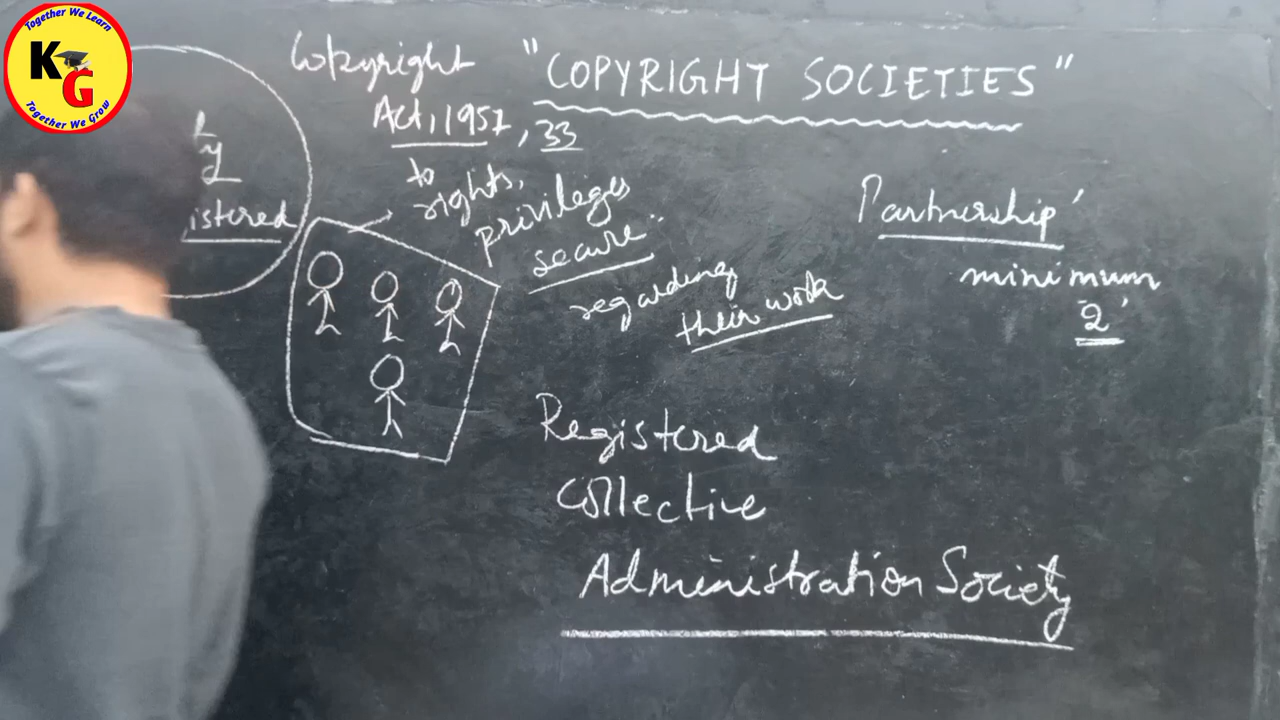 Together We Learn
KG
Together We Grow
Copyright
Act, 1957, 33
"COPYRIGHT SOCIETIES"
to
rights,
privileges
secure"
regarding
their work
Partnership'
minimum
2'
Registered
Collective
Administration Society